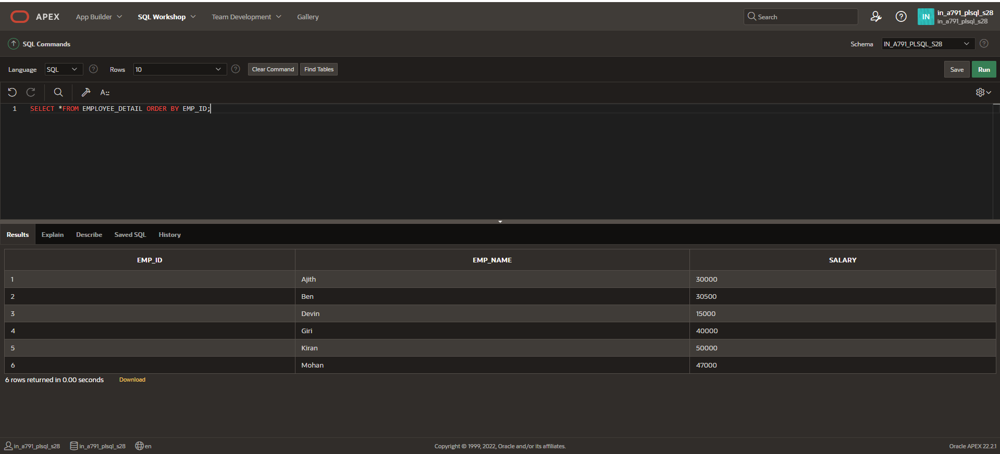 APEX App Builder SQL Workshop Team Development Gallery Search IN in_a791_plsql_s28
in_a791_plsql_s28
SQL Commands Schema IN_A791_PLSQL_S28
Language SQL Rows 10 Clear Command Find Tables Save Run
A::
1 SELECT *FROM EMPLOYEE_DETAIL ORDER BY EMP_ID;
Results Explain Describe Saved SQL History
EMP_ID EMP_NAME SALARY
1 Ajith 30000
2 Ben 30500
3 Devin 15000
4 Giri 40000
5 Kiran 50000
6 Mohan 47000
6 rows returned in 0.00 seconds Download
in_a791_plsql_s28 in_a791_plsql_s28 en Copyright © 1999, 2022, Oracle and/or its affiliates. Oracle APEX 22.2.1